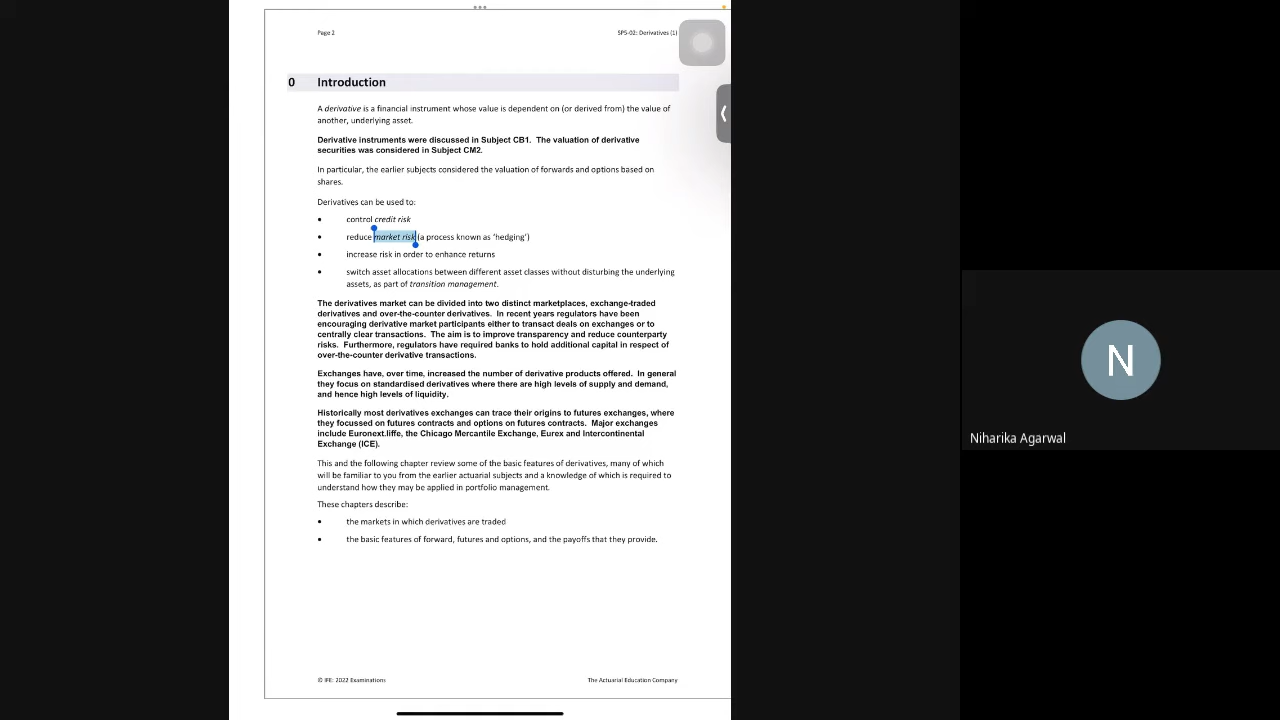 Page 2
SP5-02: Derivatives (1)
0 Introduction
A derivative is a financial instrument whose value is dependent on (or derived from) the value of
another, underlying asset.
Derivative instruments were discussed in Subject CB1. The valuation of derivative
securities was considered in Subject CM2.
In particular, the earlier subjects considered the valuation of forwards and options based on
shares.
Derivatives can be used to:
• control credit risk
• reduce market risk (a process known as ‘hedging’)
• increase risk in order to enhance returns
• switch asset allocations between different asset classes without disturbing the underlying
assets, as part of transition management.
The derivatives market can be divided into two distinct marketplaces, exchange-traded
derivatives and over-the-counter derivatives. In recent years regulators have been
encouraging derivative market participants either to transact deals on exchanges or to
centrally clear transactions. The aim is to improve transparency and reduce counterparty
risks. Furthermore, regulators have required banks to hold additional capital in respect of
over-the-counter derivative transactions.
Exchanges have, over time, increased the number of derivative products offered. In general
they focus on standardised derivatives where there are high levels of supply and demand,
and hence high levels of liquidity.
Historically most derivatives exchanges can trace their origins to futures exchanges, where
they focussed on futures contracts and options on futures contracts. Major exchanges
include Euronext.liffe, the Chicago Mercantile Exchange, Eurex and Intercontinental
Exchange (ICE).
This and the following chapter review some of the basic features of derivatives, many of which
will be familiar to you from the earlier actuarial subjects and a knowledge of which is required to
understand how they may be applied in portfolio management.
These chapters describe:
• the markets in which derivatives are traded
• the basic features of forward, futures and options, and the payoffs that they provide.
© IFE: 2022 Examinations
The Actuarial Education Company
N
Niharika Agarwal